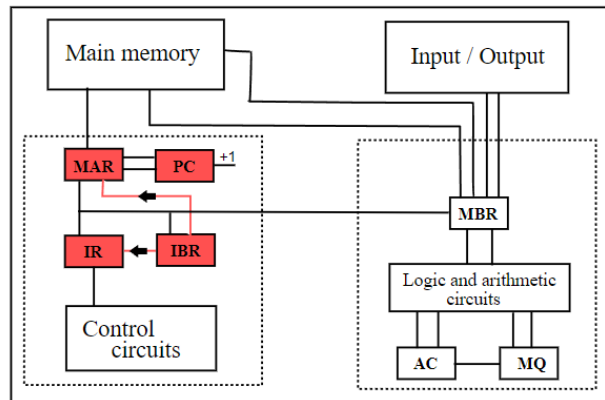 Main memory
Input / Output
MAR
PC
+1
MBR
IR
IBR
Logic and arithmetic
circuits
Control
circuits
AC
MQ